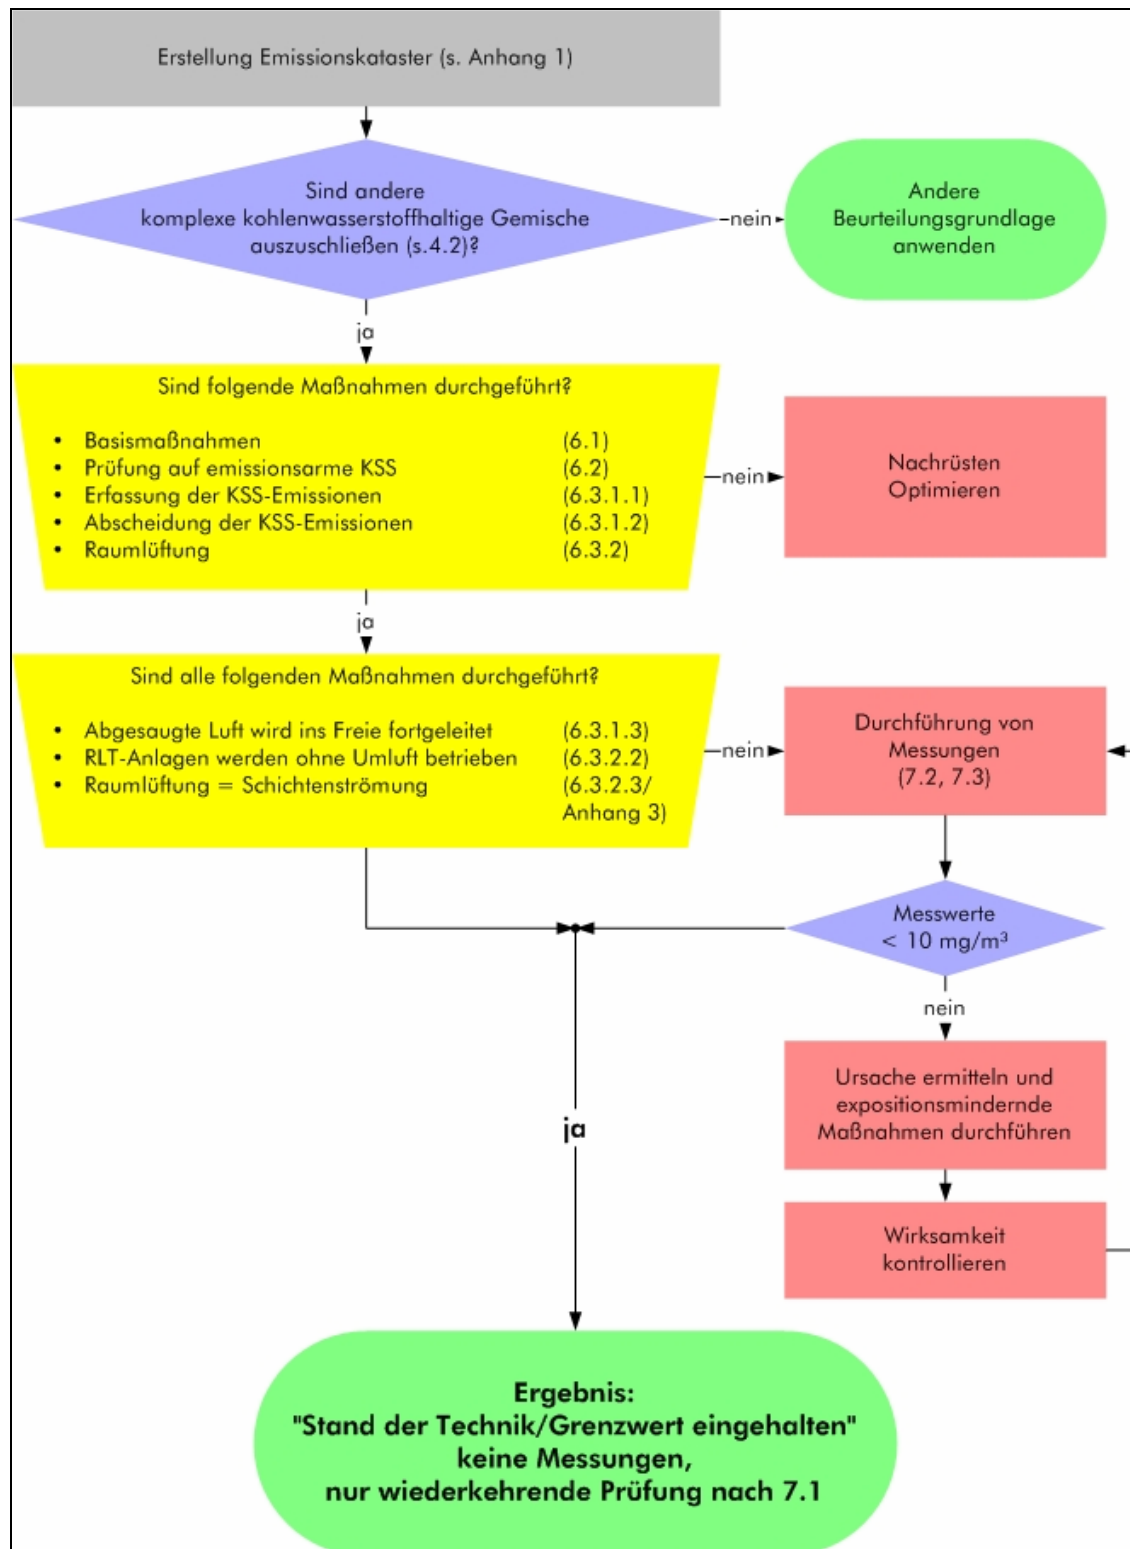 Erstellung Emissionskataster (s. Anhang 1)
Sind andere
komplexe kohlenwasserstoffhaltige Gemische
auszuschließen (s.4.2)?
nein
Andere
Beurteilungsgrundlage
anwenden
ja
Sind folgende Maßnahmen durchgeführt?
• Basismaßnahmen (6.1)
• Prüfung auf emissionsarme KSS (6.2)
• Erfassung der KSS-Emissionen (6.3.1.1)
• Abscheidung der KSS-Emissionen (6.3.1.2)
• Raumlüftung (6.3.2)
nein
Nachrüsten
Optimieren
ja
Sind alle folgenden Maßnahmen durchgeführt?
• Abgesaugte Luft wird ins Freie fortgeleitet (6.3.1.3)
• RLT-Anlagen werden ohne Umluft betrieben (6.3.2.2)
• Raumlüftung = Schichtenströmung (6.3.2.3/
Anhang 3)
nein
Durchführung von
Messungen
(7.2, 7.3)
Messwerte
< 10 mg/m³
nein
Ursache ermitteln und
expositionsmindernde
Maßnahmen durchführen
ja
Wirksamkeit
kontrollieren
Ergebnis:
"Stand der Technik/Grenzwert eingehalten"
keine Messungen,
nur wiederkehrende Prüfung nach 7.1